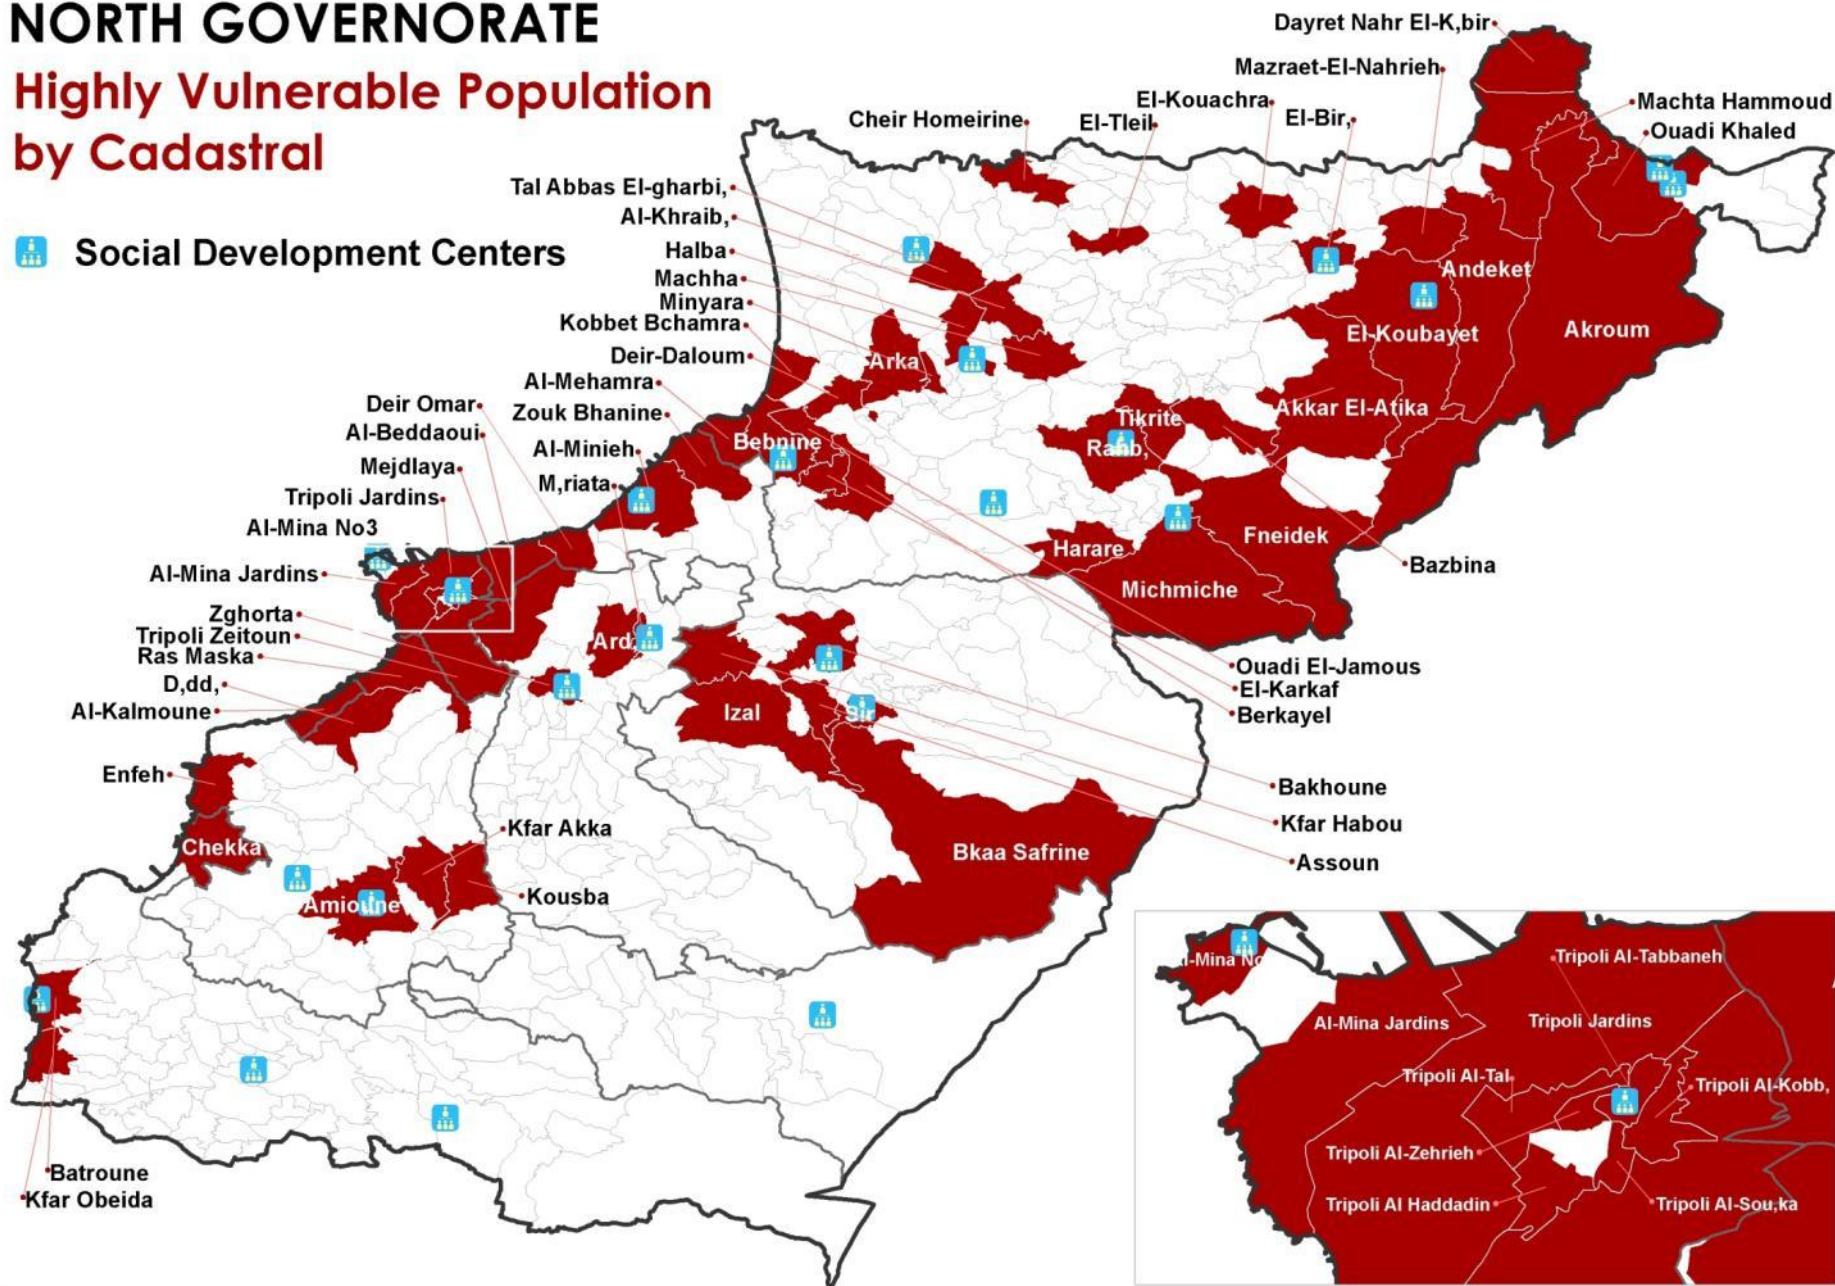 NORTH GOVERNORATE
Highly Vulnerable Population
by Cadastral
Social Development Centers
Dayret Nahr El-K,bir
Mazraet-El-Nahrieh
El-Kouachra
El-Bir,
Cheir Homeirine
El-Tleil
Machta Hammoud
Ouadi Khaled
Tal Abbas El-gharbi,
Al-Khraib,
Halba
Machha
Minyara
Kobbet Bchamra
Deir-Daloum
Al-Mehamra
Zouk Bhanine
Al-Minieh
M,riata
Deir Omar
Al-Beddaoui
Mejdlaya
Tripoli Jardins
Al-Mina No3
Al-Mina Jardins
Zghorta
Tripoli Zeitoun
Ras Maska
D,dd,
Al-Kalmoune
Enfeh
Chekka
Kfar Akka
Kousba
Amioune
Batroune
Kfar Obeida
Andeket
El-Koubayet
Akroum
Arka
Akkar El-Atika
Tikrite
Rahb,
Bebnine
Fneidek
Harare
Michmiche
Bazbina
Ard,
Izal
Sir
Ouadi El-Jamous
El-Karkaf
Berkayel
Bakhoune
Kfar Habou
Assoun
Bkaa Safrine
l-Mina No
Tripoli Al-Tabbaneh
Al-Mina Jardins
Tripoli Jardins
Tripoli Al-Tal
Tripoli Al-Kobb,
Tripoli Al-Zehrieh
Tripoli Al Haddadin
Tripoli Al-Sou,ka